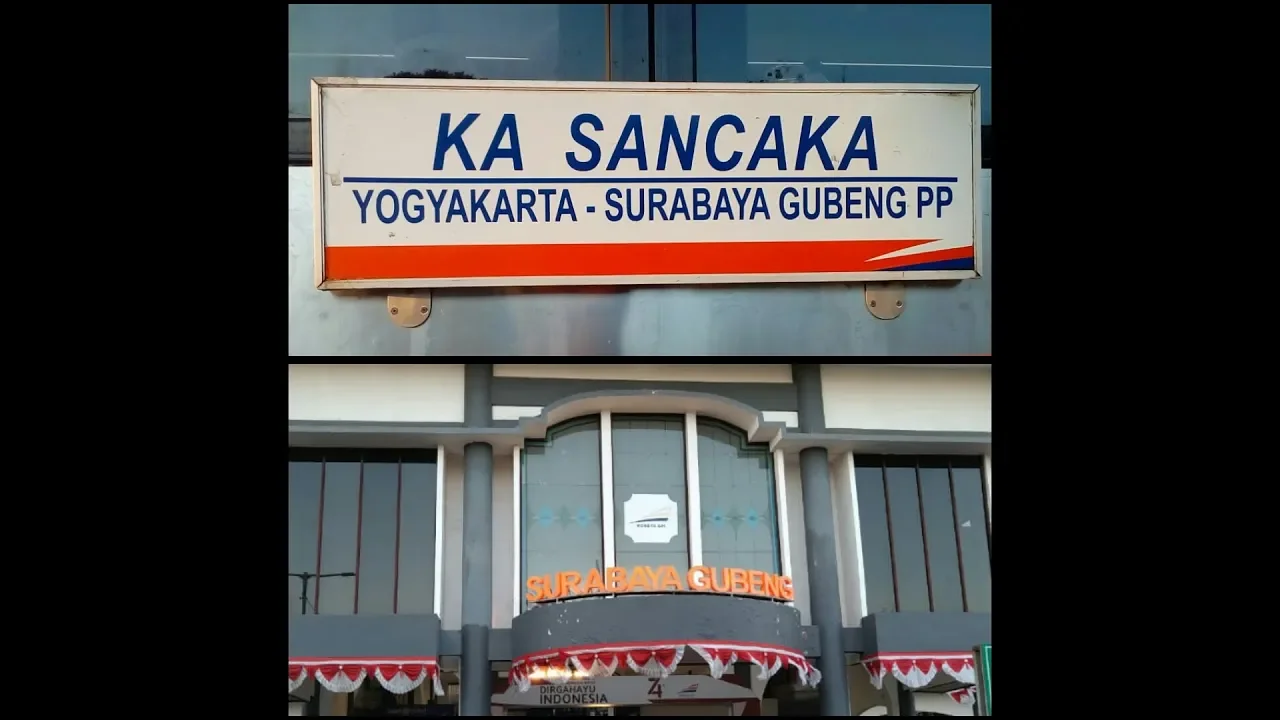 KA SANCAKA
YOGYAKARTA - SURABAYA GUBENG PP
SURABAYA GUBENG
DIRGAHAYU
INDONESIA